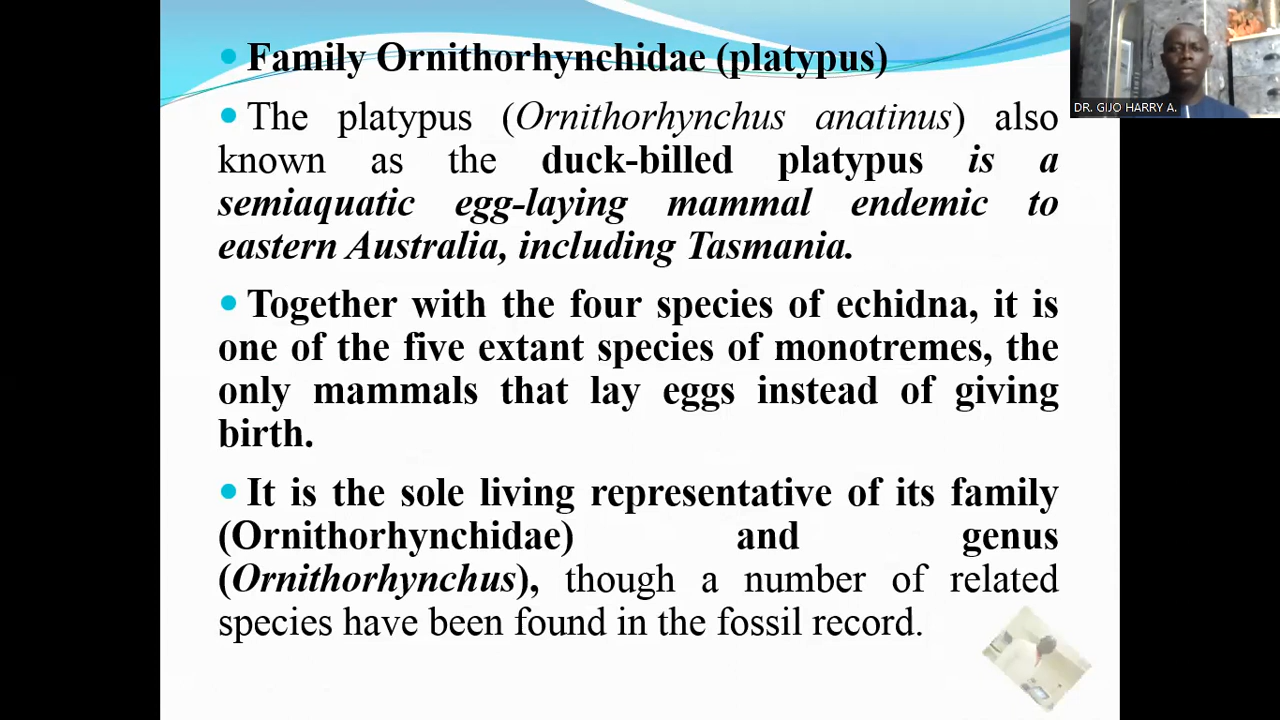 Family Ornithorhynchidae (platypus)
The platypus (Ornithorhynchus anatinus) also
known as the duck-billed platypus is a
semiaquatic egg-laying mammal endemic to
eastern Australia, including Tasmania.
Together with the four species of echidna, it is
one of the five extant species of monotremes, the
only mammals that lay eggs instead of giving
birth.
It is the sole living representative of its family
(Ornithorhynchidae) and genus
(Ornithorhynchus), though a number of related
species have been found in the fossil record.
DR. GIJO HARRY A.